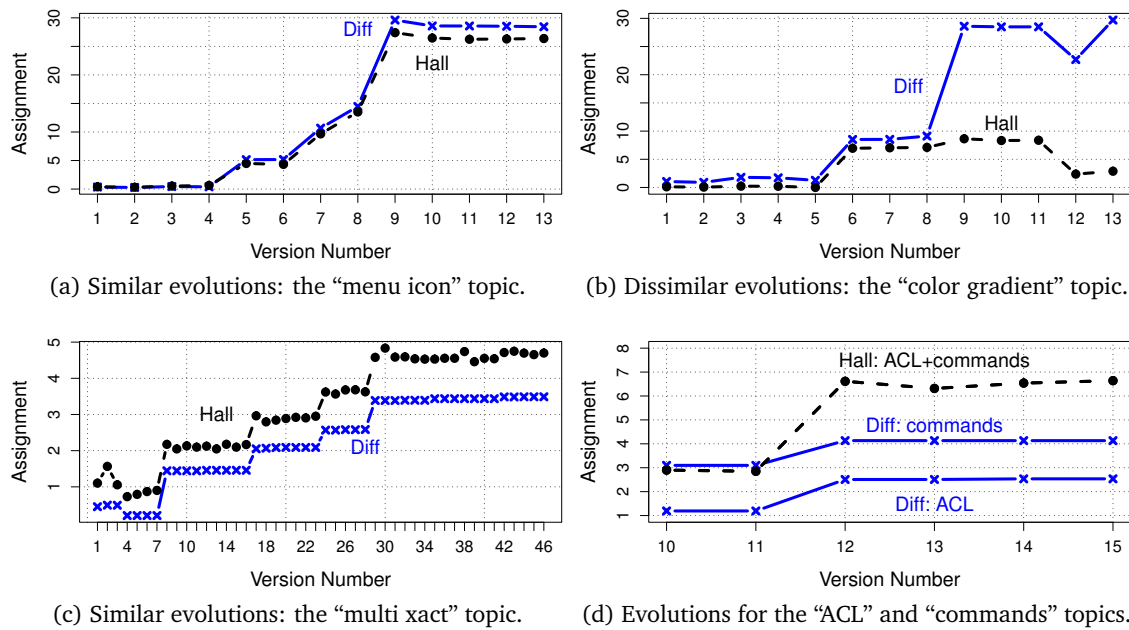 Assignment
0 5 10 20 30
Diff
Hall
1 2 3 4 5 6 7 8 9 10 11 12 13
Version Number
(a) Similar evolutions: the “menu icon” topic.
Assignment
0 5 10 20 30
Diff
Hall
1 2 3 4 5 6 7 8 9 10 11 12 13
Version Number
(b) Dissimilar evolutions: the “color gradient” topic.
Assignment
1 2 3 4 5
Hall
Diff
1 4 7 10 14 18 22 26 30 34 38 42 46
Version Number
(c) Similar evolutions: the “multi xact” topic.
Assignment
1 2 3 4 5 6 7 8
Hall: ACL+commands
Diff: commands
Diff: ACL
10 11 12 13 14 15
Version Number
(d) Evolutions for the “ACL” and “commands” topics.